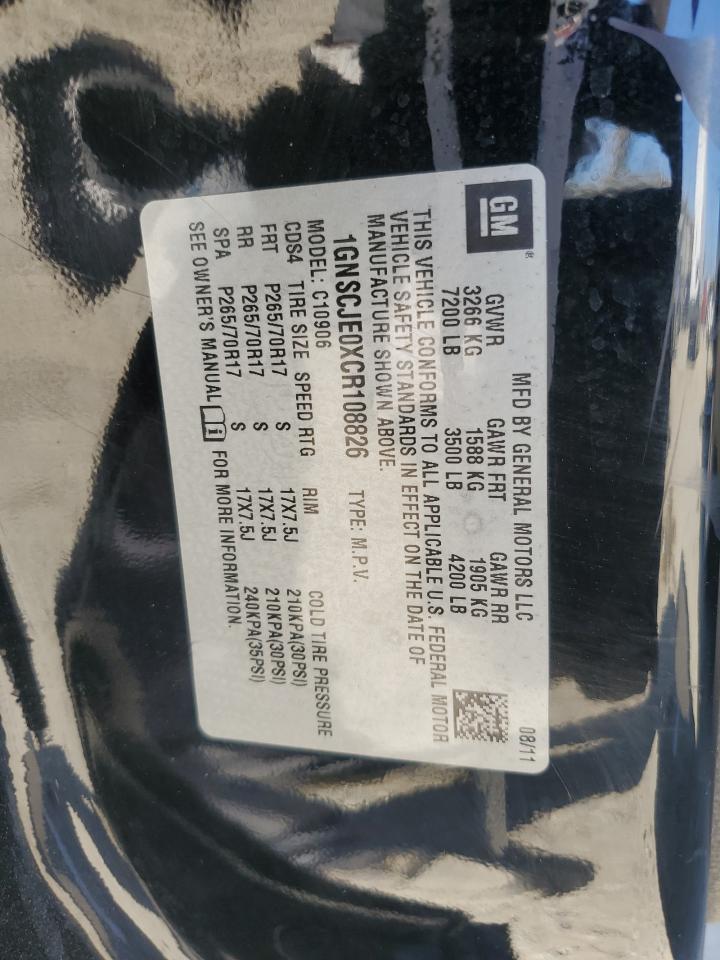 GM ®
MFD BY GENERAL MOTORS LLC 08/11
GVWR GAWR FRT GAWR RR
3266 KG 1588 KG 1905 KG
7200 LB 3500 LB 4200 LB
THIS VEHICLE CONFORMS TO ALL APPLICABLE U.S. FEDERAL MOTOR
VEHICLE SAFETY STANDARDS IN EFFECT ON THE DATE OF
MANUFACTURE SHOWN ABOVE.
1GNSCJE0XCR108826 TYPE: M.P.V.
MODEL: C10906
CDS4 TIRE SIZE SPEED RTG RIM COLD TIRE PRESSURE
FRT P265/70R17 S 17X7.5J 210KPA(30PSI)
RR P265/70R17 S 17X7.5J 210KPA(30PSI)
SPA P265/70R17 S 17X7.5J 240KPA(35PSI)
SEE OWNER'S MANUAL i FOR MORE INFORMATION.